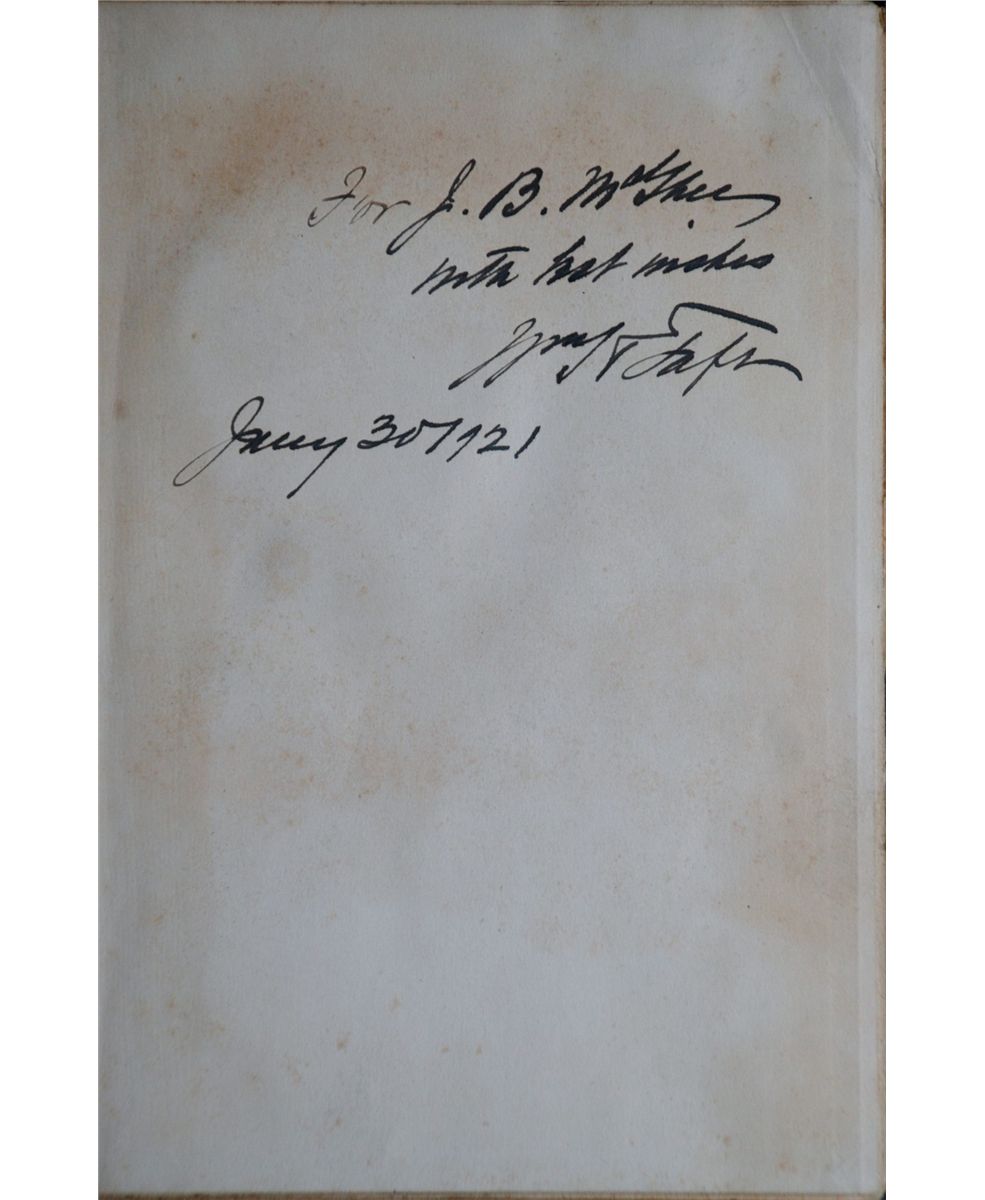 For J. B. McGhee
with best wishes
Wm H Taft
Jany 30/1921